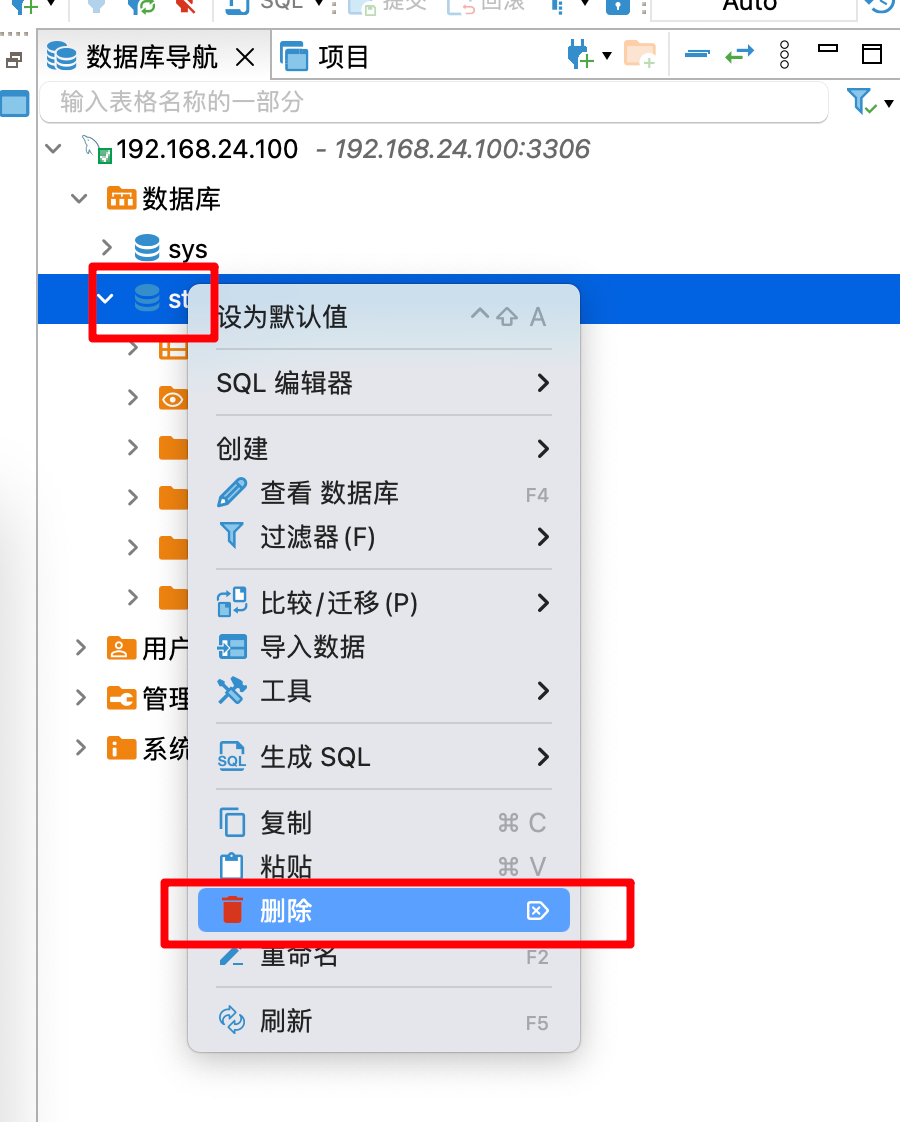 SQL
提交
回滚
Auto
数据库导航
项目
输入表格名称的一部分
192.168.24.100 - 192.168.24.100:3306
数据库
sys
st
设为默认值 ^⇧ A
SQL 编辑器
创建
查看 数据库 F4
过滤器(F)
比较/迁移(P)
导入数据
工具
用户
管理
系统
SQL 生成 SQL
复制 ⌘ C
粘贴 ⌘ V
删除
重命名 F2
刷新 F5